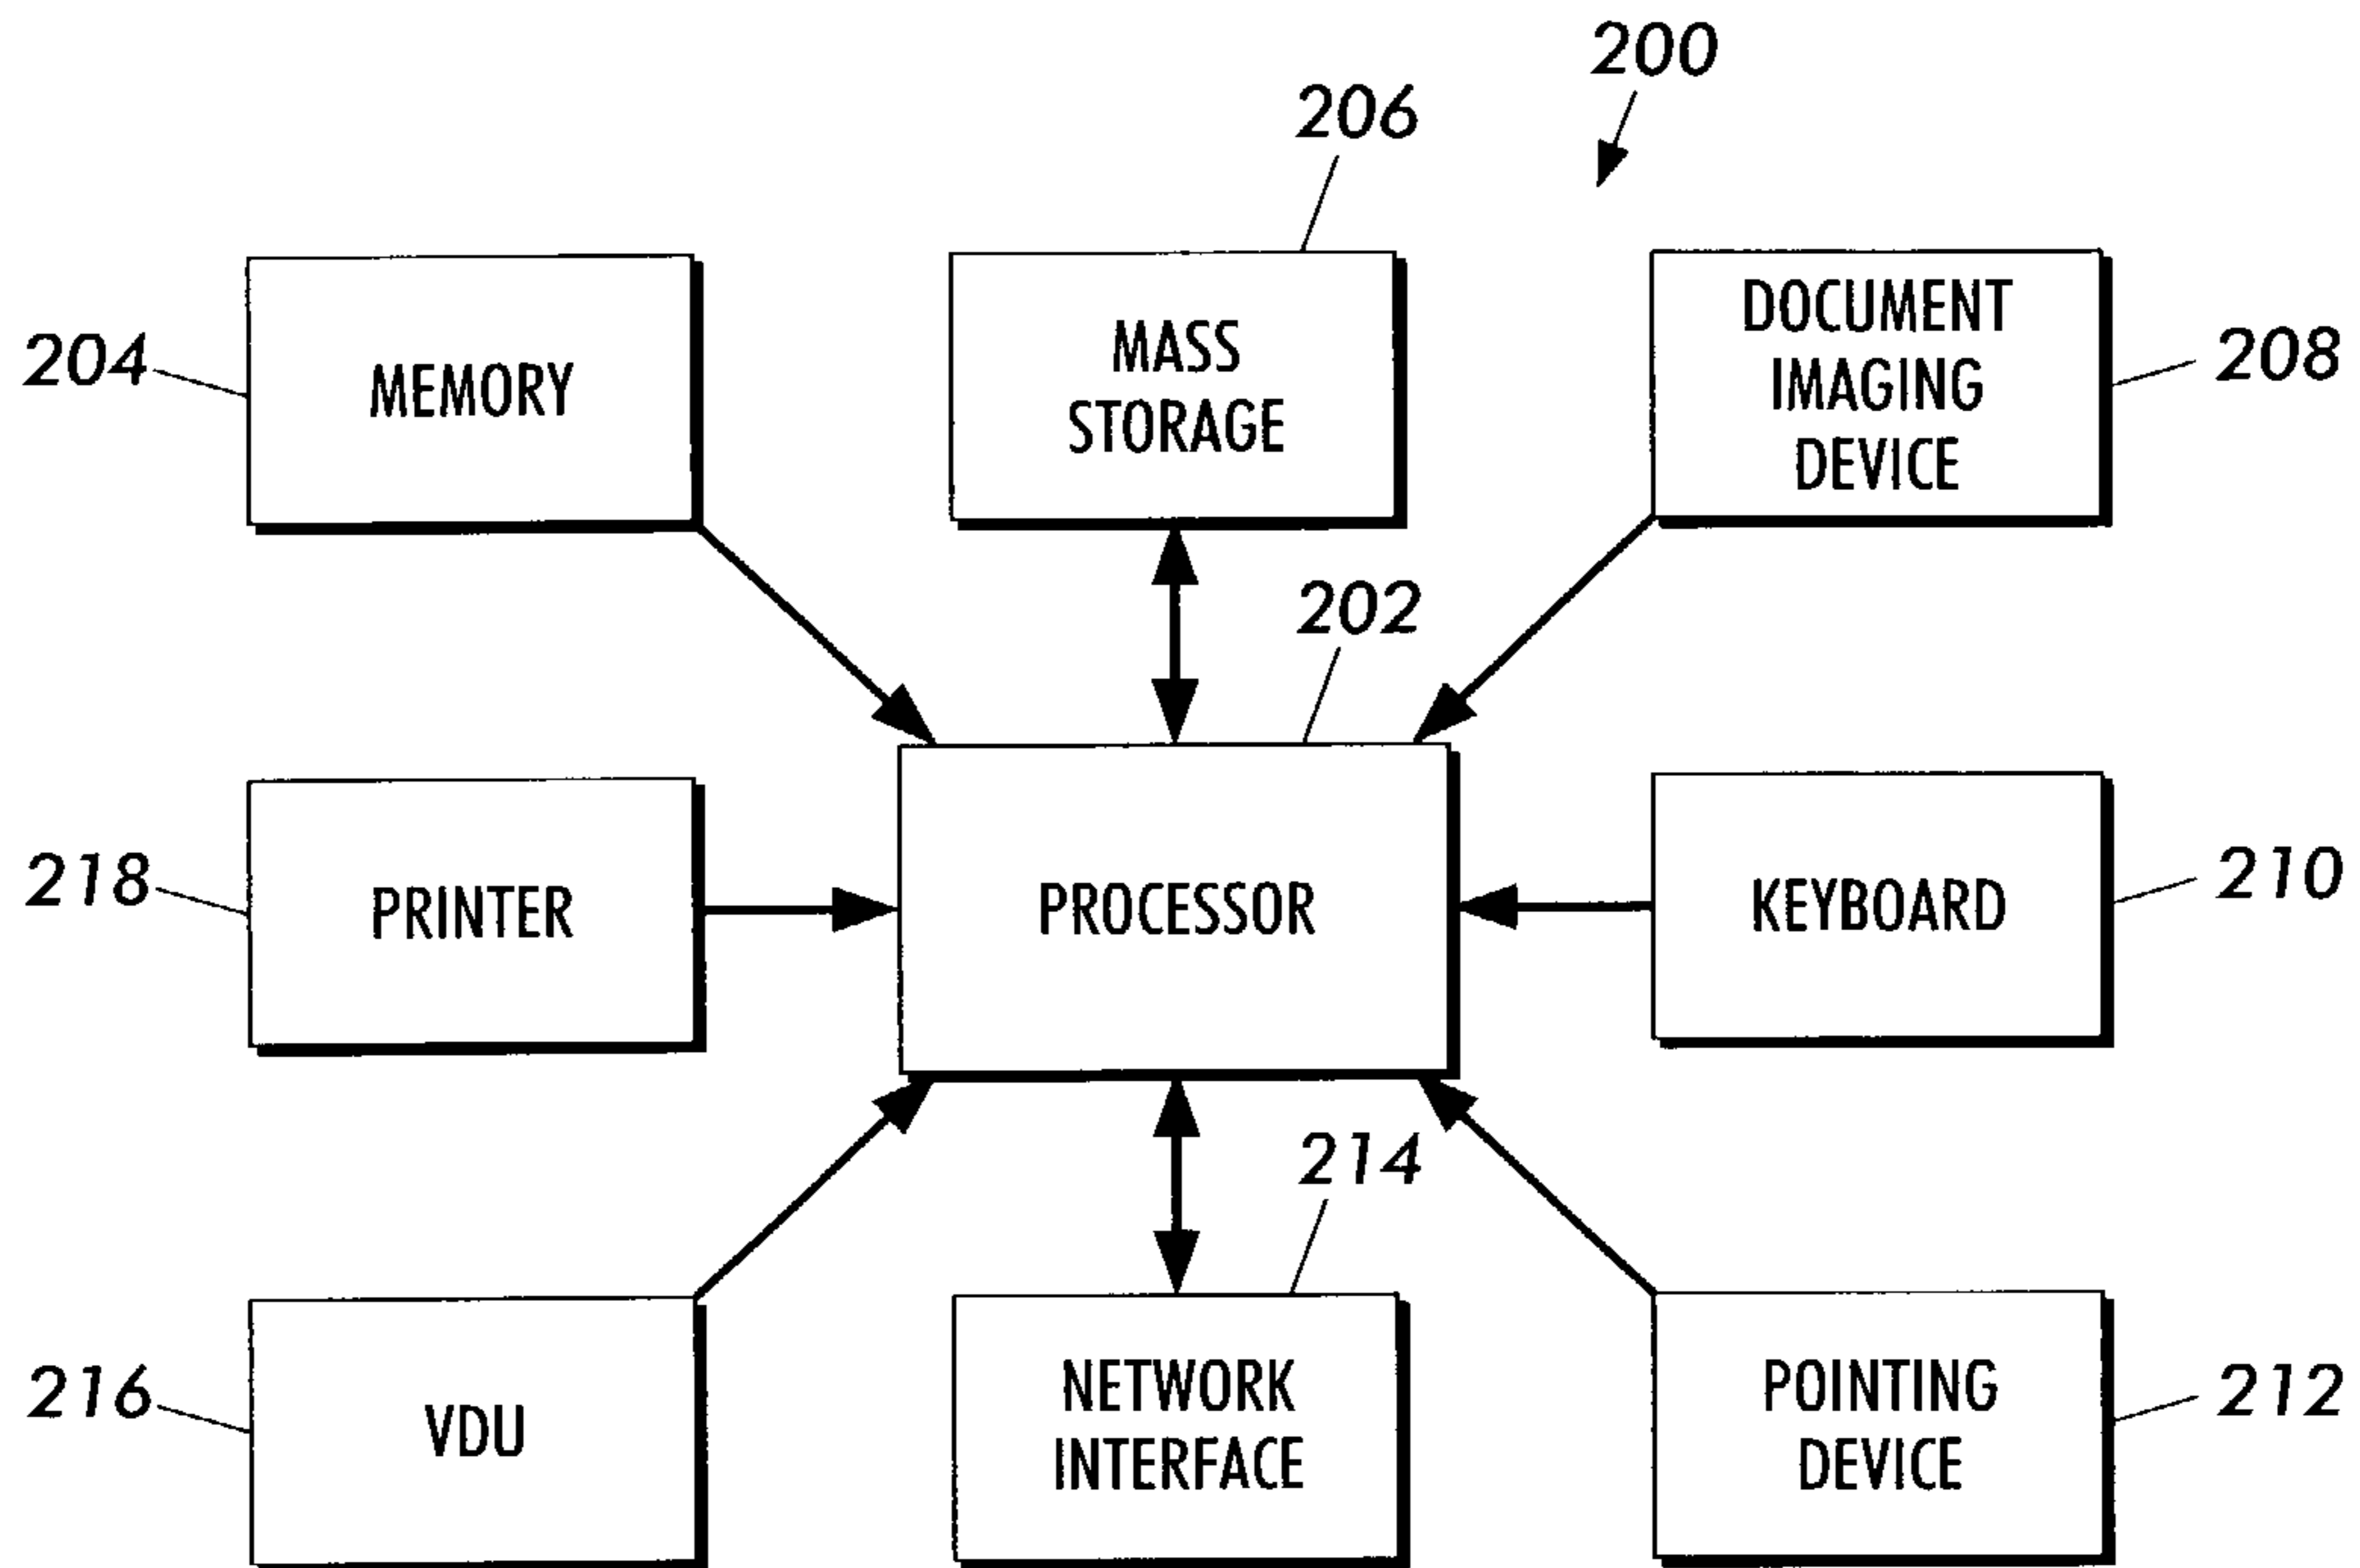 200
206
204
MEMORY
MASS
STORAGE
DOCUMENT
IMAGING
DEVICE
208
202
218
PRINTER
PROCESSOR
KEYBOARD
210
214
216
VDU
NETWORK
INTERFACE
POINTING
DEVICE
212